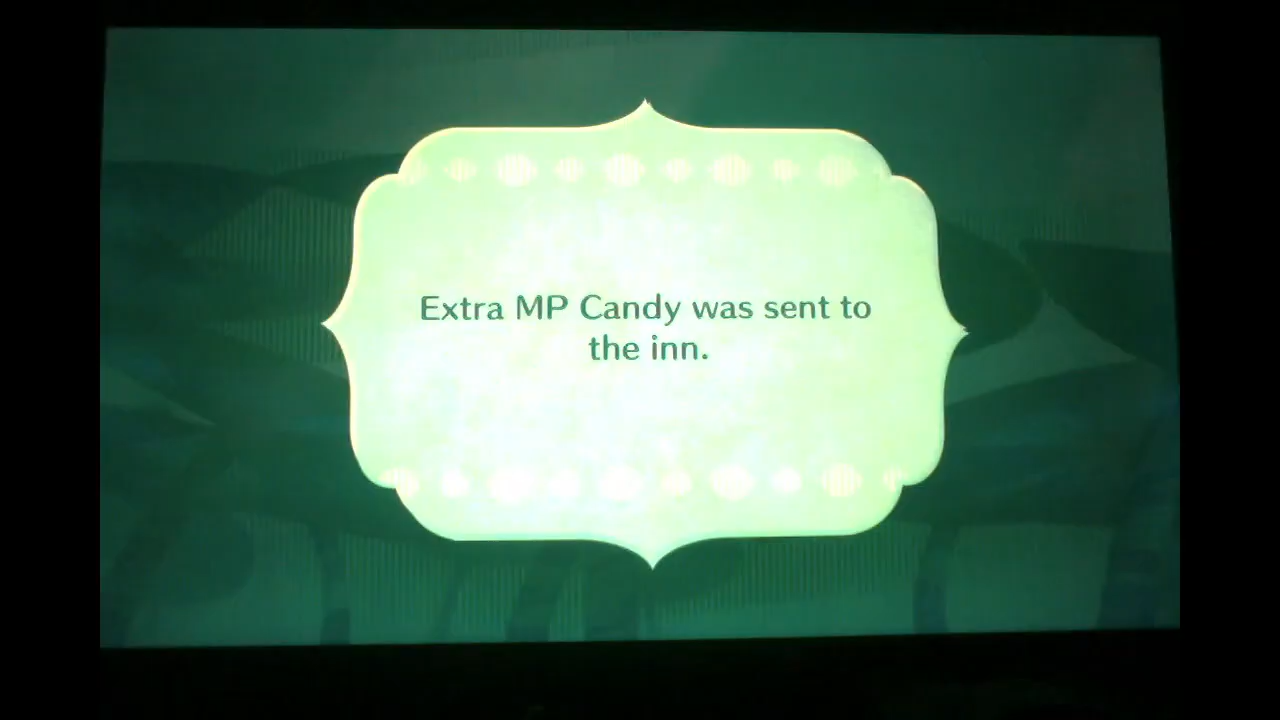 Extra MP Candy was sent to
the inn.